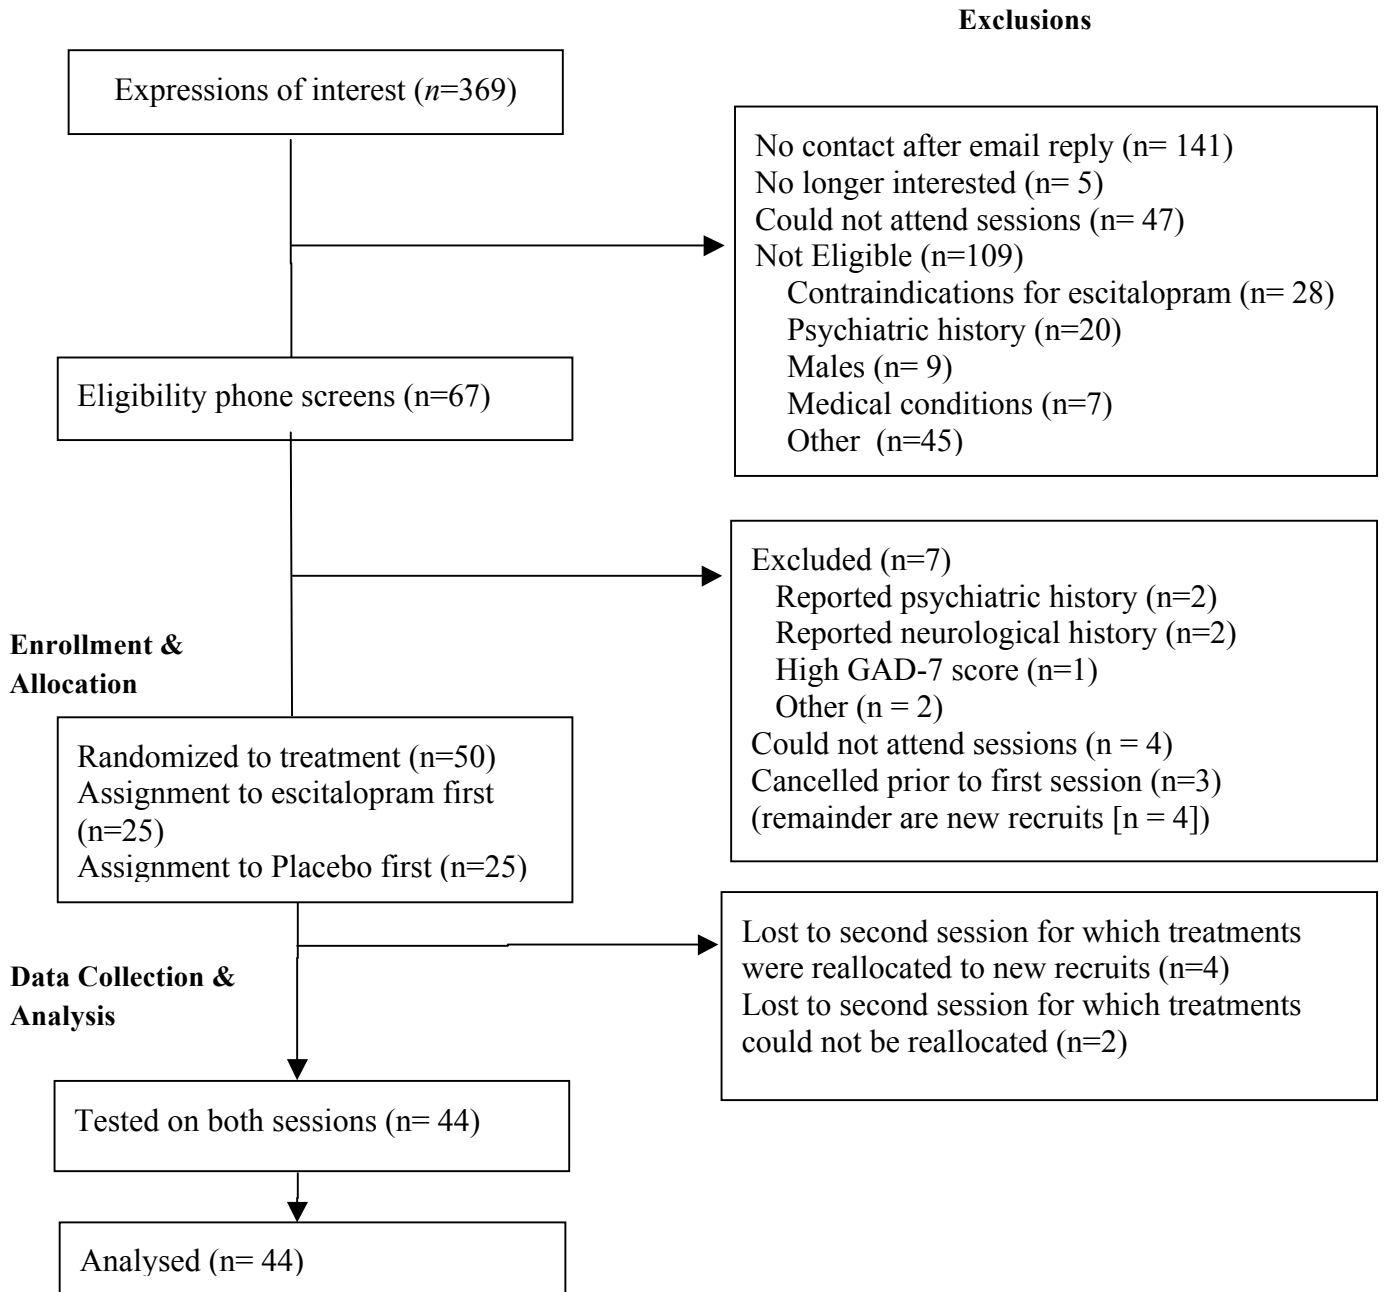 Exclusions
Expressions of interest (n=369)
No contact after email reply (n= 141)
No longer interested (n= 5)
Could not attend sessions (n= 47)
Not Eligible (n=109)
Contraindications for escitalopram (n= 28)
Psychiatric history (n=20)
Males (n= 9)
Medical conditions (n=7)
Other  (n=45)
Eligibility phone screens (n=67)
Excluded (n=7)
Reported psychiatric history (n=2)
Reported neurological history (n=2)
High GAD-7 score (n=1)
Other (n = 2)
Could not attend sessions (n = 4)
Cancelled prior to first session (n=3)
(remainder are new recruits [n = 4])
Enrollment &
Allocation
Randomized to treatment (n=50)
Assignment to escitalopram first
(n=25)
Assignment to Placebo first (n=25)
Lost to second session for which treatments
were reallocated to new recruits (n=4)
Lost to second session for which treatments
could not be reallocated (n=2)
Data Collection &
Analysis
Tested on both sessions (n= 44)
Analysed (n= 44)